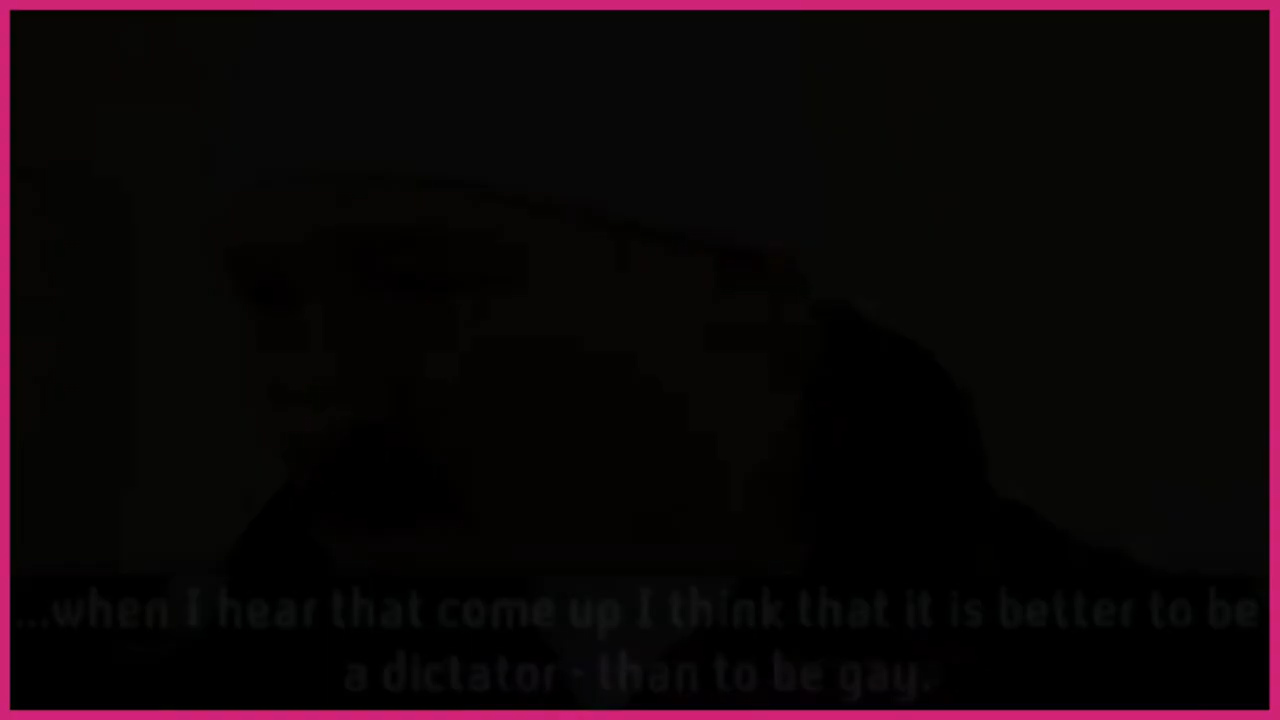 ...when I hear that come up I think that it is better to be
a dictator - than to be gay.